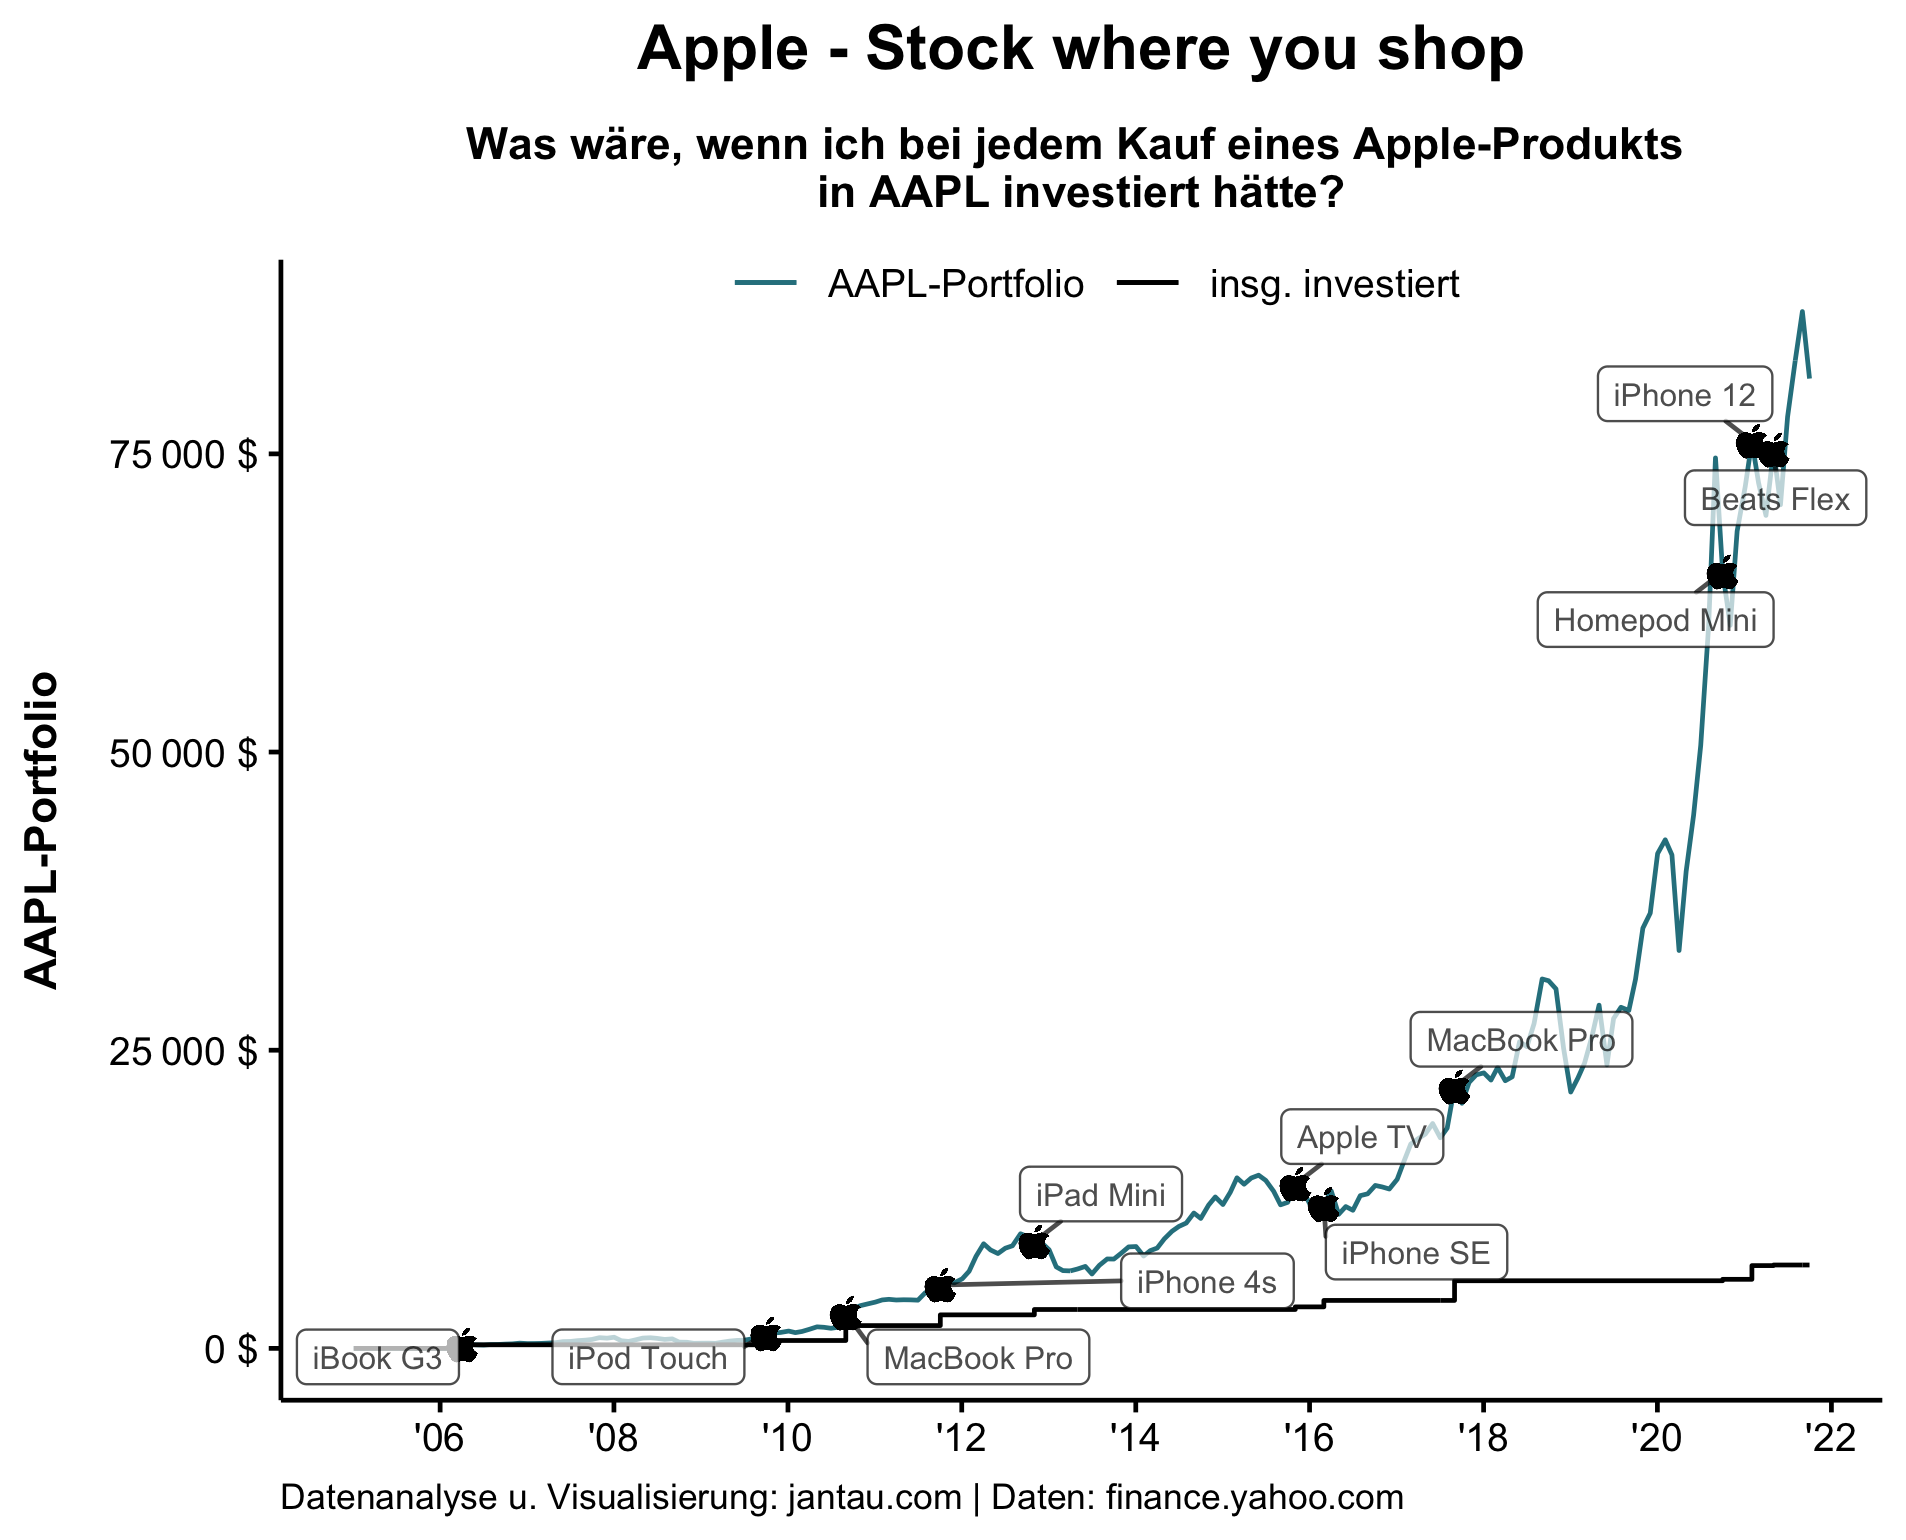 Apple - Stock where you shop
Was wäre, wenn ich bei jedem Kauf eines Apple-Produkts
in AAPL investiert hätte?
AAPL-Portfolio
insg. investiert
AAPL-Portfolio
75 000 $
50 000 $
25 000 $
0 $
iPhone 12
Beats Flex
Homepod Mini
MacBook Pro
Apple TV
iPad Mini
iPhone SE
iPhone 4s
iBook G3
iPod Touch
MacBook Pro
'06
'08
'10
'12
'14
'16
'18
'20
'22
Datenanalyse u. Visualisierung: jantau.com | Daten: finance.yahoo.com